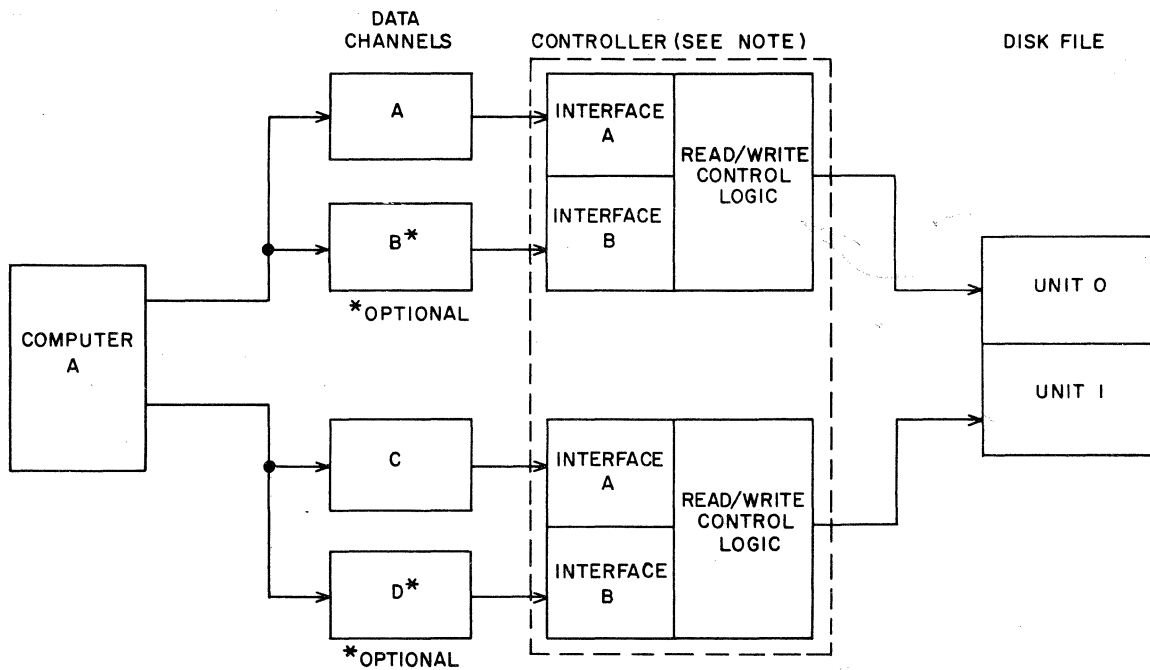 DATA
CHANNELS
CONTROLLER (SEE NOTE)
DISK FILE
A
INTERFACE
A
READ/WRITE
CONTROL
LOGIC
B*
INTERFACE
B
*OPTIONAL
COMPUTER
A
UNIT 0
UNIT 1
C
INTERFACE
A
READ/WRITE
CONTROL
LOGIC
D*
INTERFACE
B
*OPTIONAL